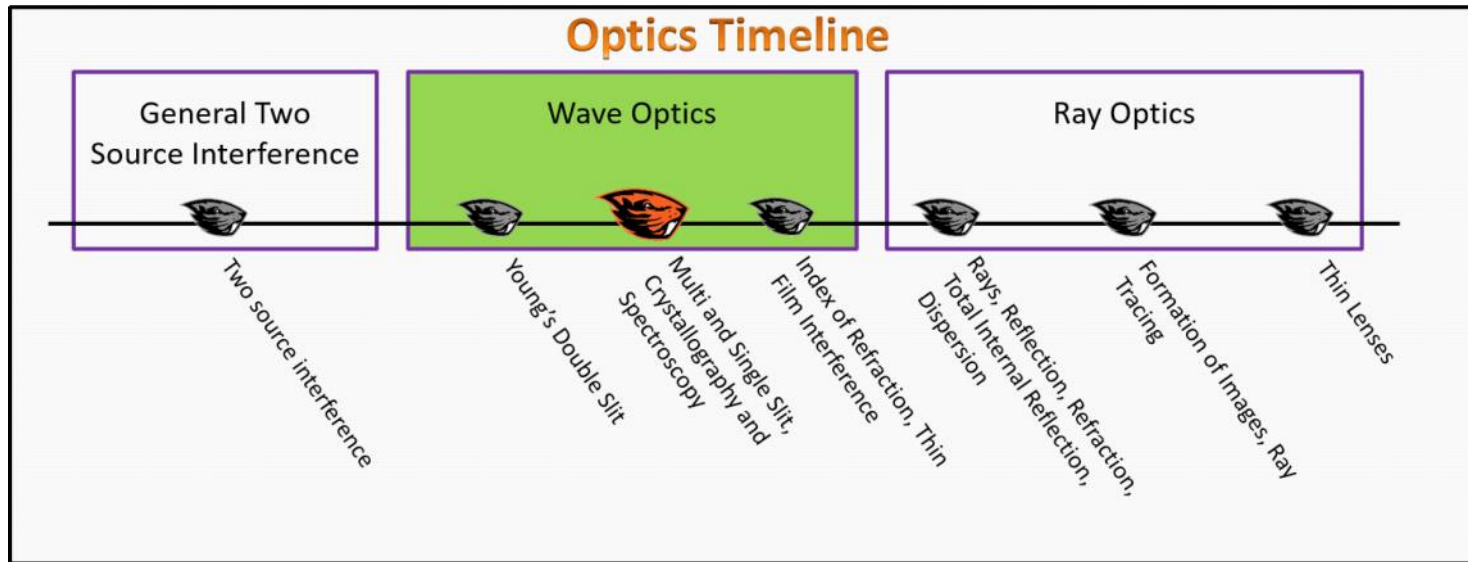 Optics Timeline
General Two
Source Interference
Wave Optics
Ray Optics
Two source interference
Young's Double Slit
Multi and Single Slit,
Crystallography and
Spectroscopy
Index of Refraction, Thin
Film Interference
Rays, Reflection, Refraction,
Total Internal Reflection,
Dispersion
Formation of Images, Ray
Tracing
Thin Lenses